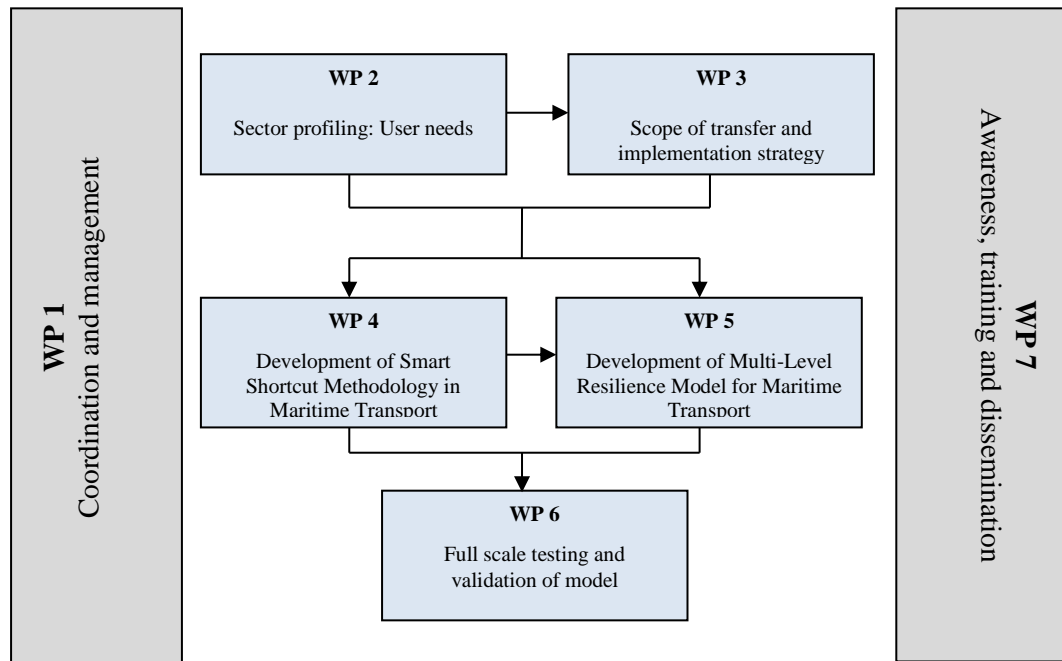 WP 1
Coordination and management
WP 2
Sector profiling: User needs
WP 3
Scope of transfer and
implementation strategy
WP 4
Development of Smart
Shortcut Methodology in
Maritime Transport
WP 5
Development of Multi-Level
Resilience Model for Maritime
Transport
WP 6
Full scale testing and
validation of model
WP 7
Awareness, training and dissemination